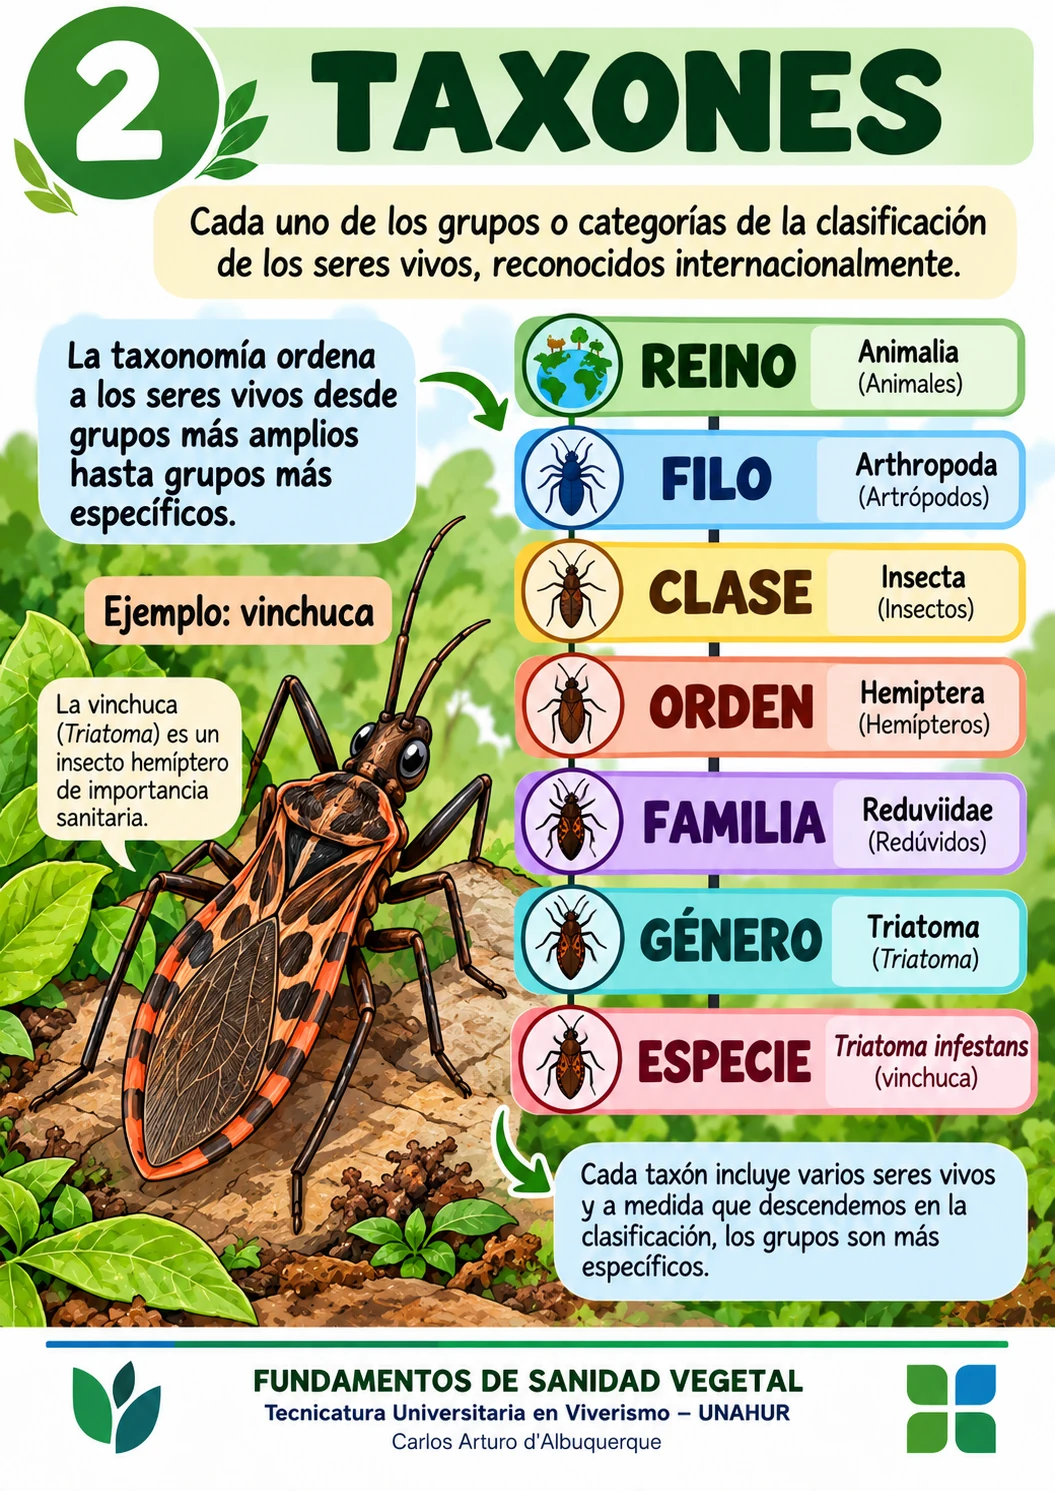 2
TAXONES
Cada uno de los grupos o categorías de la clasificación
de los seres vivos, reconocidos internacionalmente.
La taxonomía ordena
a los seres vivos desde
grupos más amplios
hasta grupos más
específicos.
Ejemplo: vinchuca
La vinchuca
(Triatoma) es un
insecto hemíptero
de importancia
sanitaria.
REINO
Animalia
(Animales)
FILO
Arthropoda
(Artrópodos)
CLASE
Insecta
(Insectos)
ORDEN
Hemiptera
(Hemípteros)
FAMILIA
Reduviidae
(Redúvidos)
GÉNERO
Triatoma
(Triatoma)
ESPECIE
Triatoma infestans
(vinchuca)
Cada taxón incluye varios seres vivos
y a medida que descendemos en la
clasificación, los grupos son más
específicos.
FUNDAMENTOS DE SANIDAD VEGETAL
Tecnicatura Universitaria en Viverismo – UNAHUR
Carlos Arturo d'Albuquerque